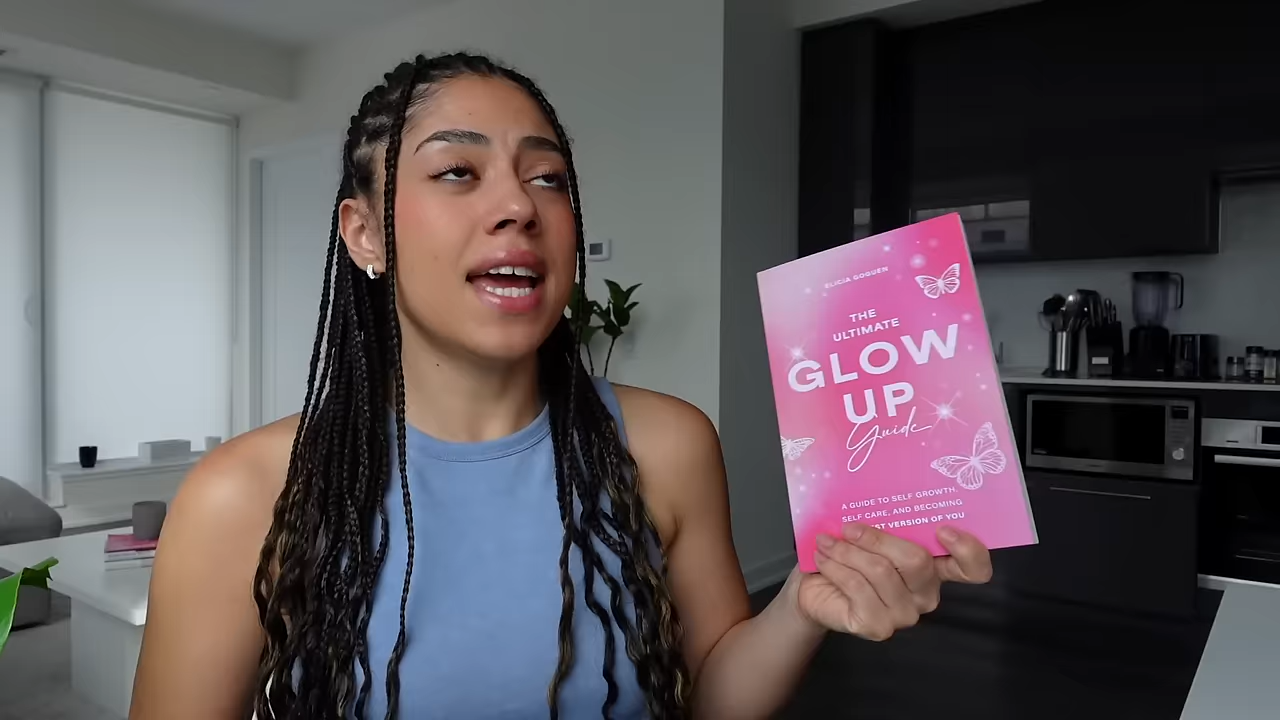 ELICIA GOGUEN
THE
ULTIMATE
GLOW
UP
Guide
A GUIDE TO SELF GROWTH,
SELF CARE, AND BECOMING
VERSION OF YOU